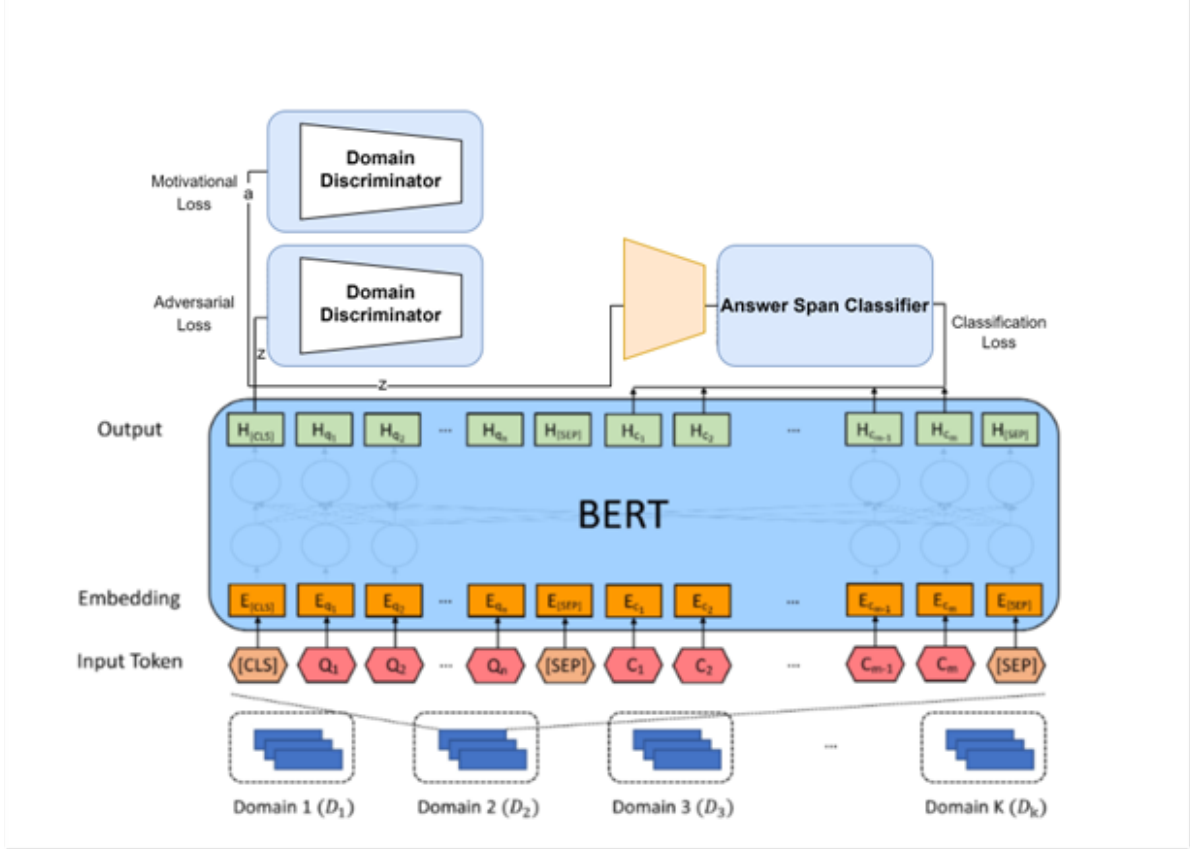 Domain
Discriminator
Motivational
Loss
a
Domain
Discriminator
Adversarial
Loss
z
Answer Span Classifier
Classification
Loss
z
Output
H[CLS] Hq1 Hq2 ... Hqn H[SEP] Hc1 Hc2 ... Hcm-1 Hcm H[SEP]
BERT
Embedding
E[CLS] Eq1 Eq2 ... Eqn E[SEP] Ec1 Ec2 ... Ecm-1 Ecm E[SEP]
Input Token
[CLS] Q1 Q2 ... Qn [SEP] C1 C2 ... Cm-1 Cm [SEP]
...
Domain 1 (D1) Domain 2 (D2) Domain 3 (D3) Domain K (Dk)